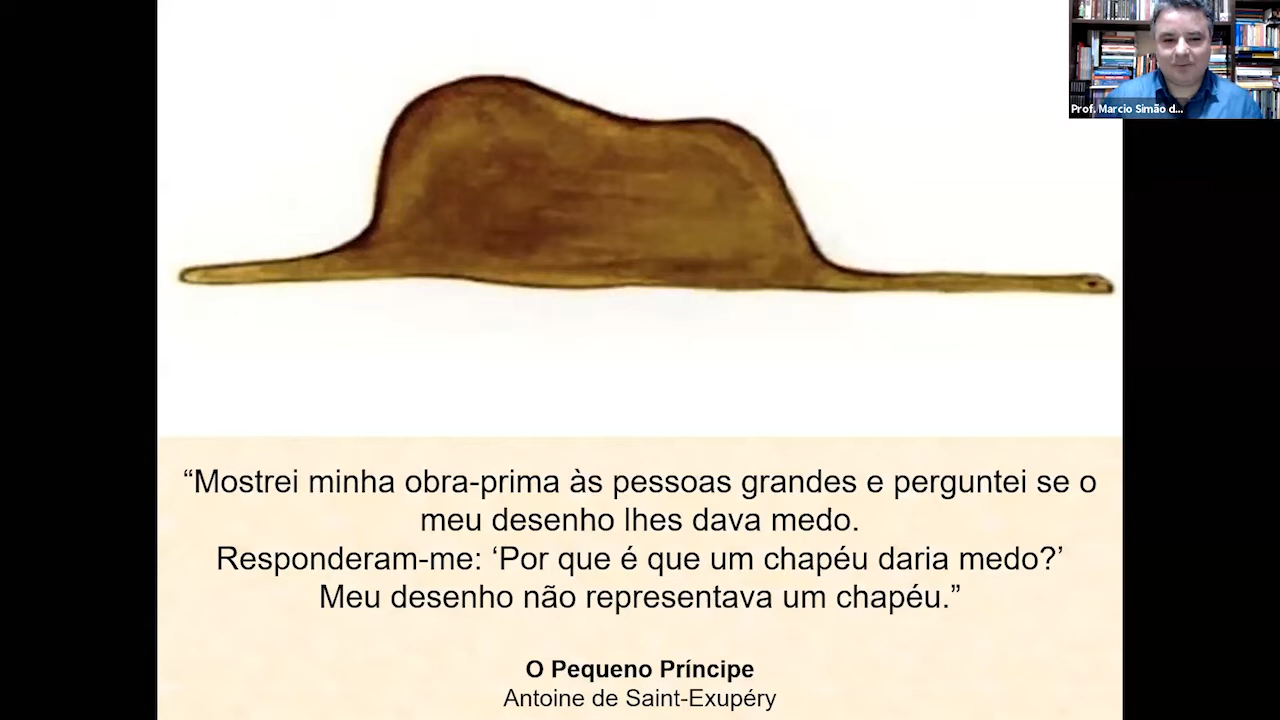 Prof. Marcio Simão d...
“Mostrei minha obra-prima às pessoas grandes e perguntei se o
meu desenho lhes dava medo.
Responderam-me: ‘Por que é que um chapéu daria medo?’
Meu desenho não representava um chapéu.”
O Pequeno Príncipe
Antoine de Saint-Exupéry